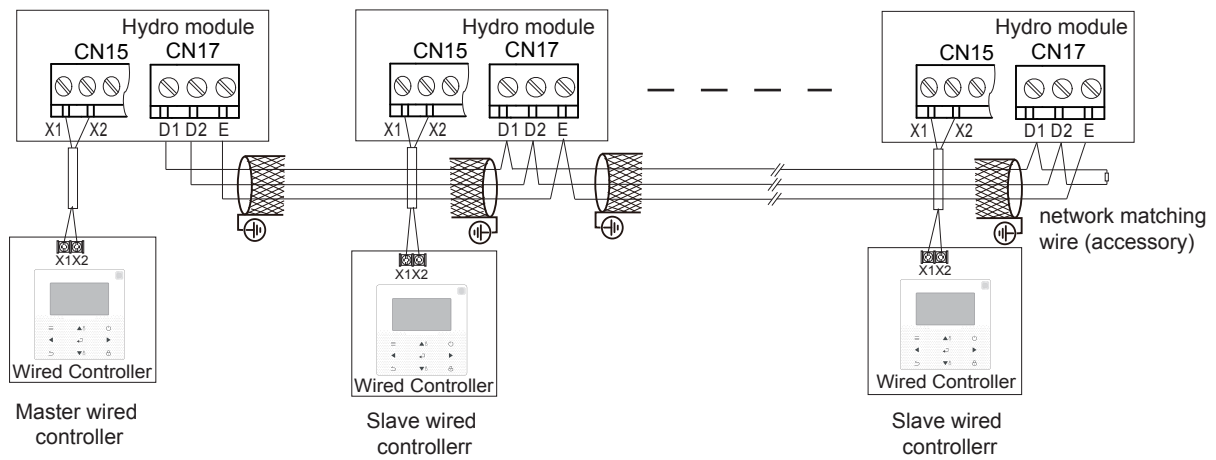 Hydro module
CN15 CN17
X1 X2 D1 D2 E
X1X2
Wired Controller
Master wired
controller
Hydro module
CN15 CN17
X1 X2 D1 D2 E
X1X2
Wired Controller
Slave wired
controllerr
Hydro module
CN15 CN17
X1 X2 D1 D2 E
network matching
wire (accessory)
X1X2
Wired Controller
Slave wired
controllerr